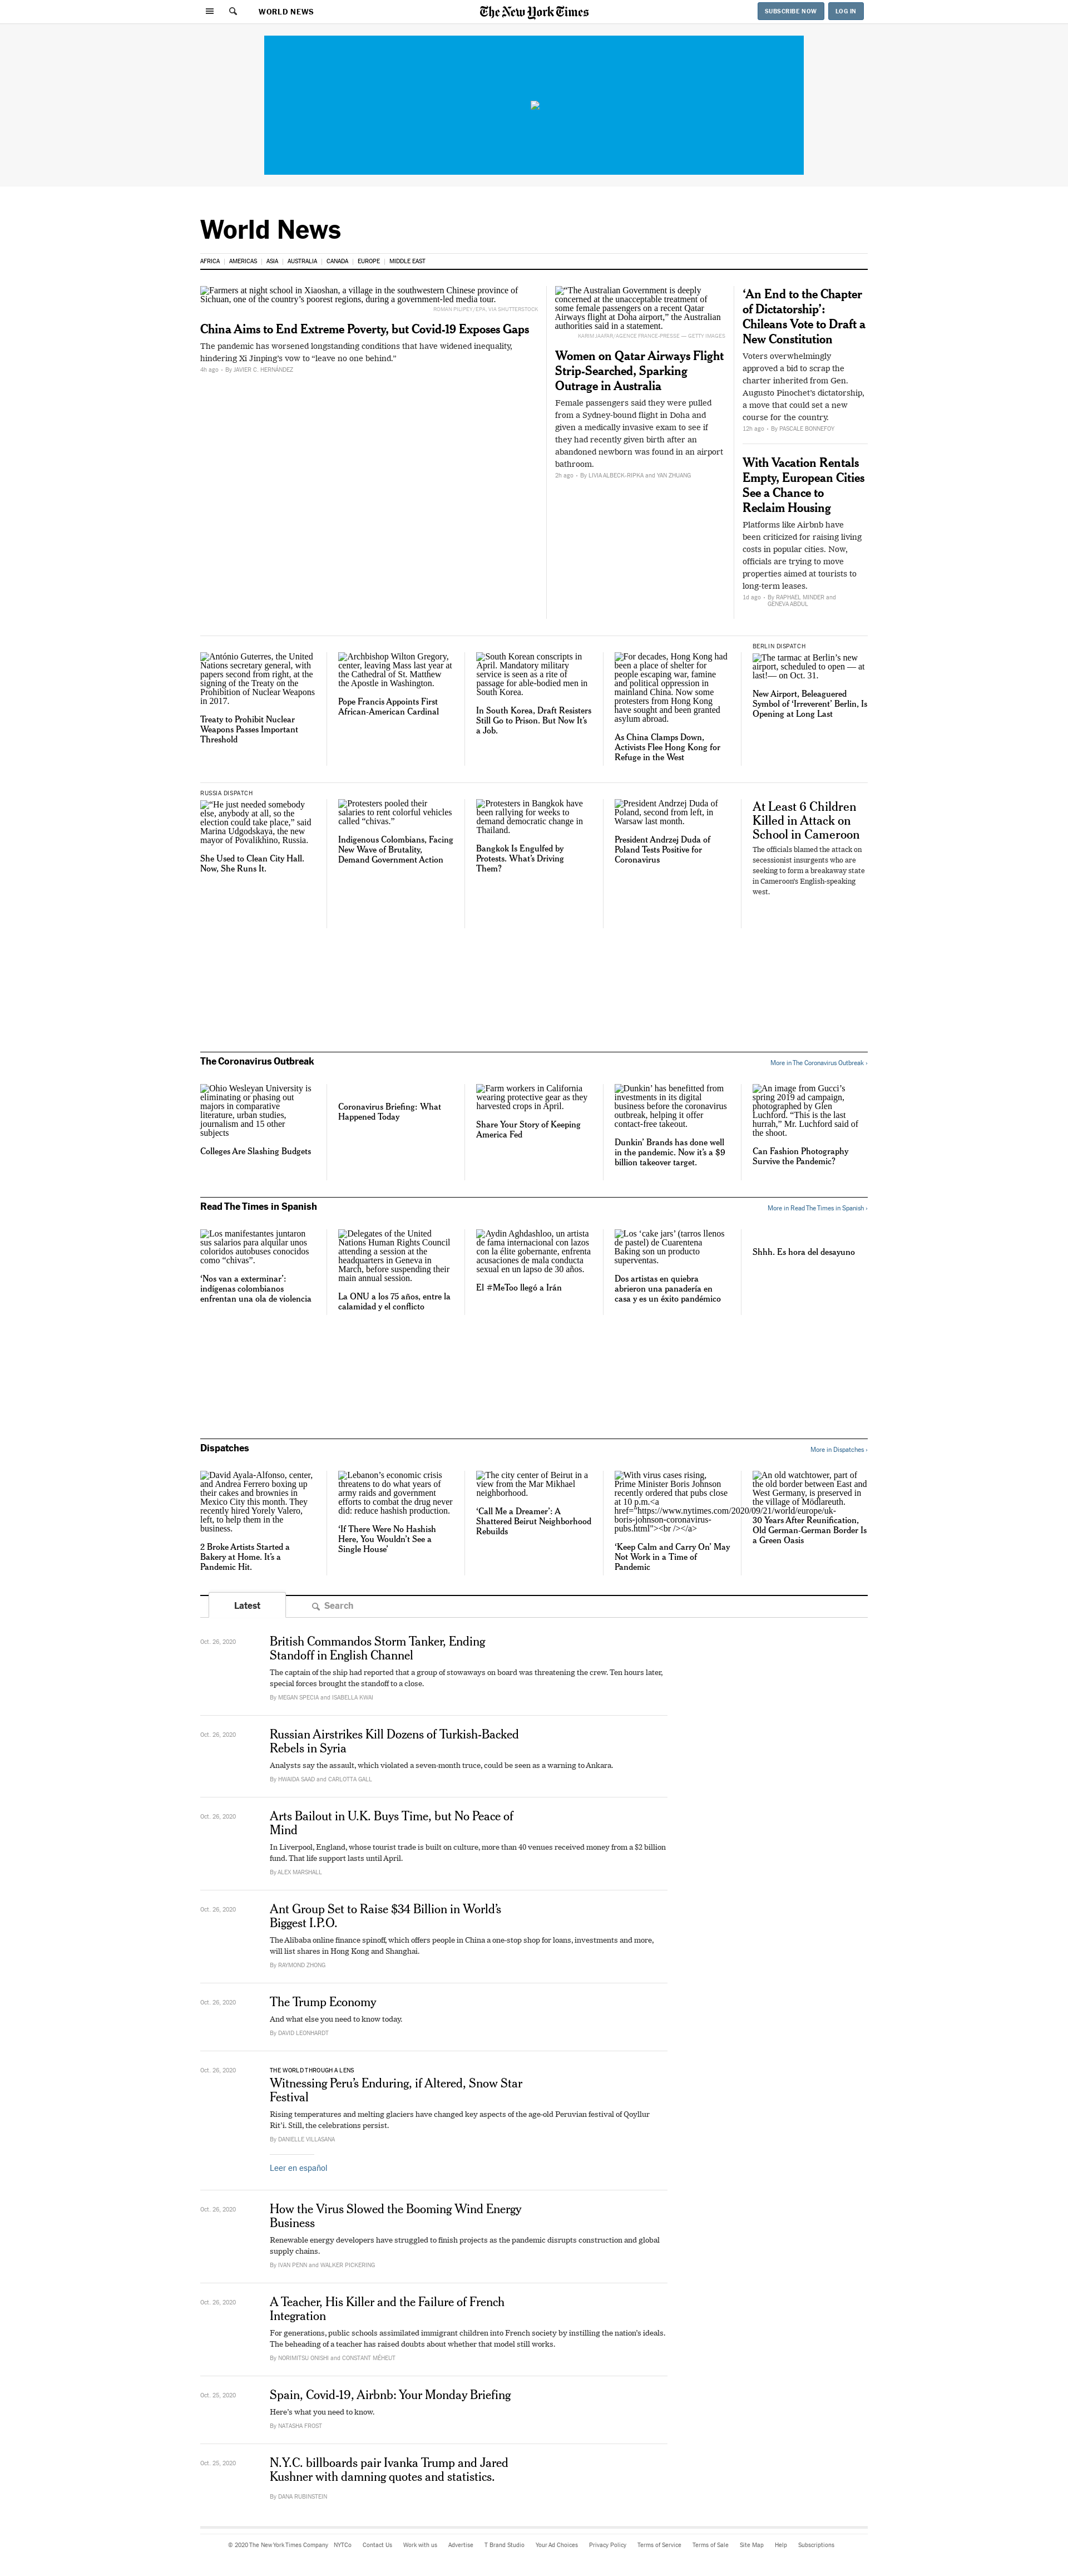 WORLD NEWS
The New York Times
SUBSCRIBE NOW
LOG IN
World News
AFRICA
AMERICAS
ASIA
AUSTRALIA
CANADA
EUROPE
MIDDLE EAST
Farmers at night school in Xiaoshan, a village in the southwestern Chinese province of
Sichuan, one of the country’s poorest regions, during a government-led media tour.
ROMAN PILIPEY/EPA, VIA SHUTTERSTOCK
China Aims to End Extreme Poverty, but Covid-19 Exposes Gaps
The pandemic has worsened longstanding conditions that have widened inequality,
hindering Xi Jinping’s vow to “leave no one behind.”
4h ago • By JAVIER C. HERNÁNDEZ
“The Australian Government is deeply
concerned at the unacceptable treatment of
some female passengers on a recent Qatar
Airways flight at Doha airport,” the Australian
authorities said in a statement.
KARIM JAAFAR/AGENCE FRANCE-PRESSE — GETTY IMAGES
Women on Qatar Airways Flight
Strip-Searched, Sparking
Outrage in Australia
Female passengers said they were pulled
from a Sydney-bound flight in Doha and
given a medically invasive exam to see if
they had recently given birth after an
abandoned newborn was found in an airport
bathroom.
2h ago • By LIVIA ALBECK-RIPKA and YAN ZHUANG
‘An End to the Chapter
of Dictatorship’:
Chileans Vote to Draft a
New Constitution
Voters overwhelmingly
approved a bid to scrap the
charter inherited from Gen.
Augusto Pinochet’s dictatorship,
a move that could set a new
course for the country.
12h ago • By PASCALE BONNEFOY
With Vacation Rentals
Empty, European Cities
See a Chance to
Reclaim Housing
Platforms like Airbnb have
been criticized for raising living
costs in popular cities. Now,
officials are trying to move
properties aimed at tourists to
long-term leases.
1d ago • By RAPHAEL MINDER and
GENEVA ABDUL
António Guterres, the United
Nations secretary general, with
papers second from right, at the
signing of the Treaty on the
Prohibition of Nuclear Weapons
in 2017.
Treaty to Prohibit Nuclear
Weapons Passes Important
Threshold
Archbishop Wilton Gregory,
center, leaving Mass last year at
the Cathedral of St. Matthew
the Apostle in Washington.
Pope Francis Appoints First
African-American Cardinal
South Korean conscripts in
April. Mandatory military
service is seen as a rite of
passage for able-bodied men in
South Korea.
In South Korea, Draft Resisters
Still Go to Prison. But Now It’s
a Job.
For decades, Hong Kong had
been a place of shelter for
people escaping war, famine
and political oppression in
mainland China. Now some
protesters from Hong Kong
have sought and been granted
asylum abroad.
As China Clamps Down,
Activists Flee Hong Kong for
Refuge in the West
BERLIN DISPATCH
The tarmac at Berlin’s new
airport, scheduled to open — at
last!— on Oct. 31.
New Airport, Beleaguered
Symbol of ‘Irreverent’ Berlin, Is
Opening at Long Last
RUSSIA DISPATCH
“He just needed somebody
else, anybody at all, so the
election could take place,” said
Marina Udgodskaya, the new
mayor of Povalikhino, Russia.
She Used to Clean City Hall.
Now, She Runs It.
Protesters pooled their
salaries to rent colorful vehicles
called “chivas.”
Indigenous Colombians, Facing
New Wave of Brutality,
Demand Government Action
Protesters in Bangkok have
been rallying for weeks to
demand democratic change in
Thailand.
Bangkok Is Engulfed by
Protests. What’s Driving
Them?
President Andrzej Duda of
Poland, second from left, in
Warsaw last month.
President Andrzej Duda of
Poland Tests Positive for
Coronavirus
At Least 6 Children
Killed in Attack on
School in Cameroon
The officials blamed the attack on
secessionist insurgents who are
seeking to form a breakaway state
in Cameroon’s English-speaking
west.
The Coronavirus Outbreak
More in The Coronavirus Outbreak ›
Ohio Wesleyan University is
eliminating or phasing out
majors in comparative
literature, urban studies,
journalism and 15 other
subjects
Colleges Are Slashing Budgets
Coronavirus Briefing: What
Happened Today
Farm workers in California
wearing protective gear as they
harvested crops in April.
Share Your Story of Keeping
America Fed
Dunkin’ has benefitted from
investments in its digital
business before the coronavirus
outbreak, helping it offer
contact-free takeout.
Dunkin’ Brands has done well
in the pandemic. Now it’s a $9
billion takeover target.
An image from Gucci’s
spring 2019 ad campaign,
photographed by Glen
Luchford. “This is the last
hurrah,” Mr. Luchford said of
the shoot.
Can Fashion Photography
Survive the Pandemic?
Read The Times in Spanish
More in Read The Times in Spanish ›
Los manifestantes juntaron
sus salarios para alquilar unos
coloridos autobuses conocidos
como “chivas”.
‘Nos van a exterminar’:
indígenas colombianos
enfrentan una ola de violencia
Delegates of the United
Nations Human Rights Council
attending a session at the
headquarters in Geneva in
March, before suspending their
main annual session.
La ONU a los 75 años, entre la
calamidad y el conflicto
Aydin Aghdashloo, un artista
de fama internacional con lazos
con la élite gobernante, enfrenta
acusaciones de mala conducta
sexual en un lapso de 30 años.
El #MeToo llegó a Irán
Los ‘cake jars’ (tarros llenos
de pastel) de Cuarentena
Baking son un producto
superventas.
Dos artistas en quiebra
abrieron una panadería en
casa y es un éxito pandémico
Shhh. Es hora del desayuno
Dispatches
More in Dispatches ›
David Ayala-Alfonso, center,
and Andrea Ferrero boxing up
their cakes and brownies in
Mexico City this month. They
recently hired Yorely Valero,
left, to help them in the
business.
2 Broke Artists Started a
Bakery at Home. It’s a
Pandemic Hit.
Lebanon’s economic crisis
threatens to do what years of
army raids and government
efforts to combat the drug never
did: reduce hashish production.
‘If There Were No Hashish
Here, You Wouldn’t See a
Single House’
The city center of Beirut in a
view from the Mar Mikhael
neighborhood.
‘Call Me a Dreamer’: A
Shattered Beirut Neighborhood
Rebuilds
With virus cases rising,
Prime Minister Boris Johnson
recently ordered that pubs close
at 10 p.m.<a
href="https://www.nytimes.com/2020/09/21/world/europe/uk-
boris-johnson-coronavirus-
pubs.html"><br /></a>
‘Keep Calm and Carry On’ May
Not Work in a Time of
Pandemic
An old watchtower, part of
the old border between East and
West Germany, is preserved in
the village of Mödlareuth.
30 Years After Reunification,
Old German-German Border Is
a Green Oasis
Latest
Search
Oct. 26, 2020
British Commandos Storm Tanker, Ending
Standoff in English Channel
The captain of the ship had reported that a group of stowaways on board was threatening the crew. Ten hours later,
special forces brought the standoff to a close.
By MEGAN SPECIA and ISABELLA KWAI
Oct. 26, 2020
Russian Airstrikes Kill Dozens of Turkish-Backed
Rebels in Syria
Analysts say the assault, which violated a seven-month truce, could be seen as a warning to Ankara.
By HWAIDA SAAD and CARLOTTA GALL
Oct. 26, 2020
Arts Bailout in U.K. Buys Time, but No Peace of
Mind
In Liverpool, England, whose tourist trade is built on culture, more than 40 venues received money from a $2 billion
fund. That life support lasts until April.
By ALEX MARSHALL
Oct. 26, 2020
Ant Group Set to Raise $34 Billion in World’s
Biggest I.P.O.
The Alibaba online finance spinoff, which offers people in China a one-stop shop for loans, investments and more,
will list shares in Hong Kong and Shanghai.
By RAYMOND ZHONG
Oct. 26, 2020
The Trump Economy
And what else you need to know today.
By DAVID LEONHARDT
Oct. 26, 2020
THE WORLD THROUGH A LENS
Witnessing Peru’s Enduring, if Altered, Snow Star
Festival
Rising temperatures and melting glaciers have changed key aspects of the age-old Peruvian festival of Qoyllur
Rit’i. Still, the celebrations persist.
By DANIELLE VILLASANA
Leer en español
Oct. 26, 2020
How the Virus Slowed the Booming Wind Energy
Business
Renewable energy developers have struggled to finish projects as the pandemic disrupts construction and global
supply chains.
By IVAN PENN and WALKER PICKERING
Oct. 26, 2020
A Teacher, His Killer and the Failure of French
Integration
For generations, public schools assimilated immigrant children into French society by instilling the nation’s ideals.
The beheading of a teacher has raised doubts about whether that model still works.
By NORIMITSU ONISHI and CONSTANT MÉHEUT
Oct. 25, 2020
Spain, Covid-19, Airbnb: Your Monday Briefing
Here’s what you need to know.
By NATASHA FROST
Oct. 25, 2020
N.Y.C. billboards pair Ivanka Trump and Jared
Kushner with damning quotes and statistics.
By DANA RUBINSTEIN
© 2020 The New York Times Company
NYTCo
Contact Us
Work with us
Advertise
T Brand Studio
Your Ad Choices
Privacy Policy
Terms of Service
Terms of Sale
Site Map
Help
Subscriptions